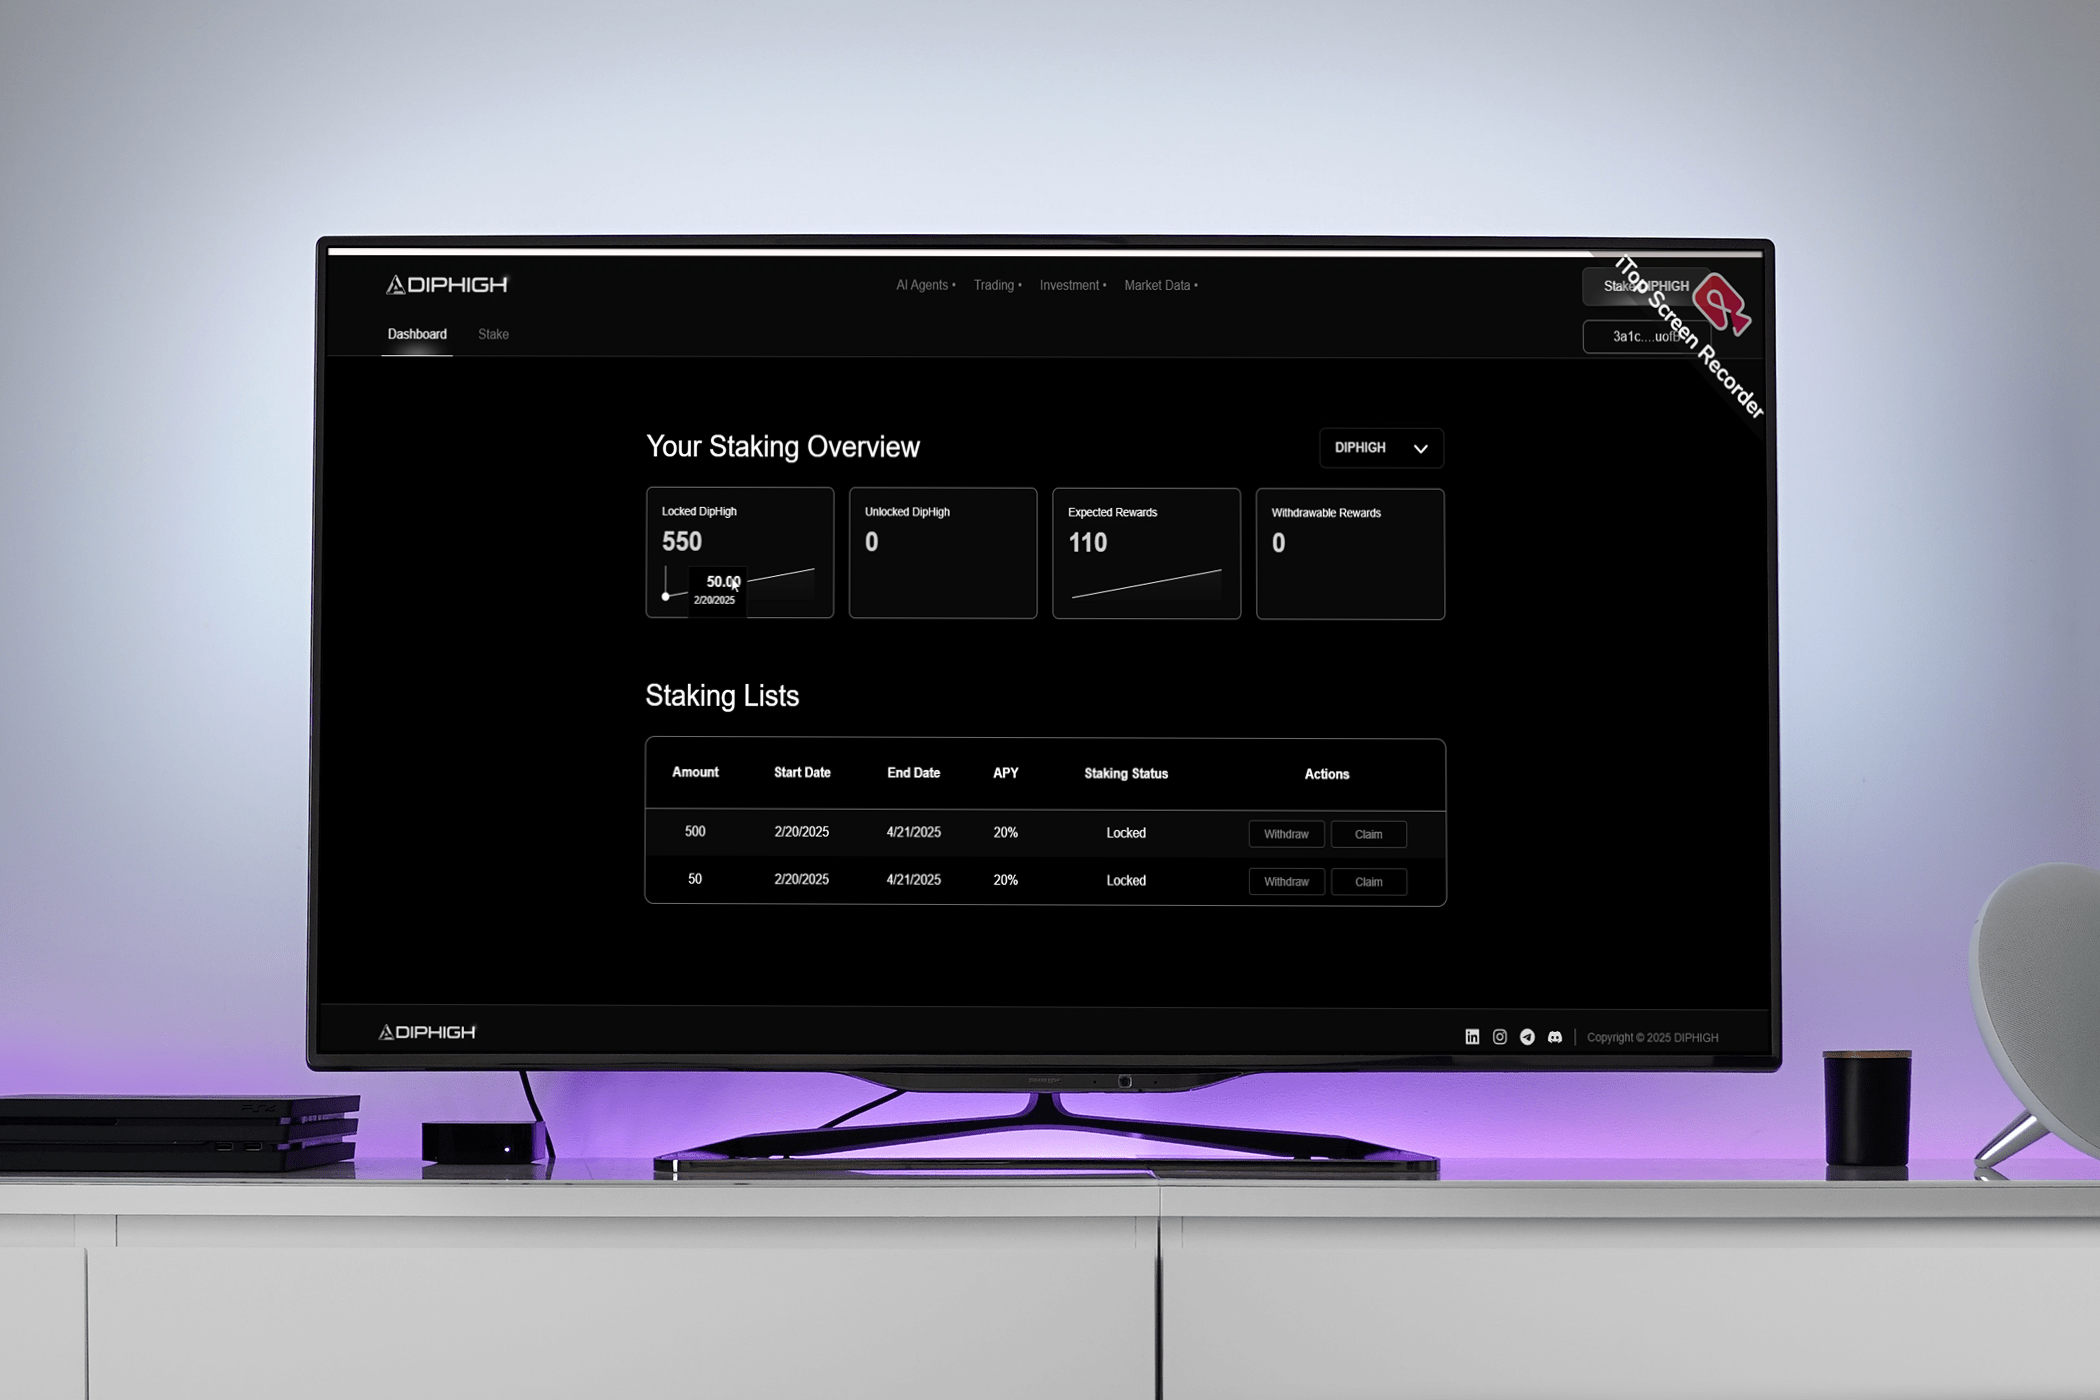 DIPHIGH
AI Agents •
Trading •
Investment •
Market Data •
Stake DIPHIGH
Dashboard
Stake
3a1c....uofB
iTop Screen Recorder
Your Staking Overview
DIPHIGH
Locked DipHigh
550
50.00
2/20/2025
Unlocked DipHigh
0
Expected Rewards
110
Withdrawable Rewards
0
Staking Lists
Amount Start Date End Date APY Staking Status Actions
500 2/20/2025 4/21/2025 20% Locked Withdraw Claim
50 2/20/2025 4/21/2025 20% Locked Withdraw Claim
DIPHIGH
in
Copyright © 2025 DIPHIGH
PS4